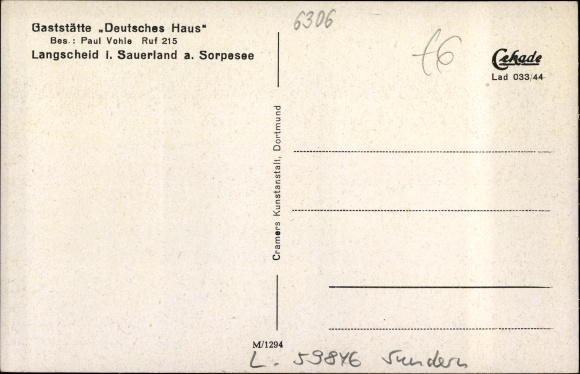 Gaststätte „Deutsches Haus“
Bes.: Paul Vohle Ruf 215
Langscheid i. Sauerland a. Sorpesee
6306
Cekade
Lad 033/44
Cramers Kunstanstalt, Dortmund
M/1294
L. 59846 Sundern